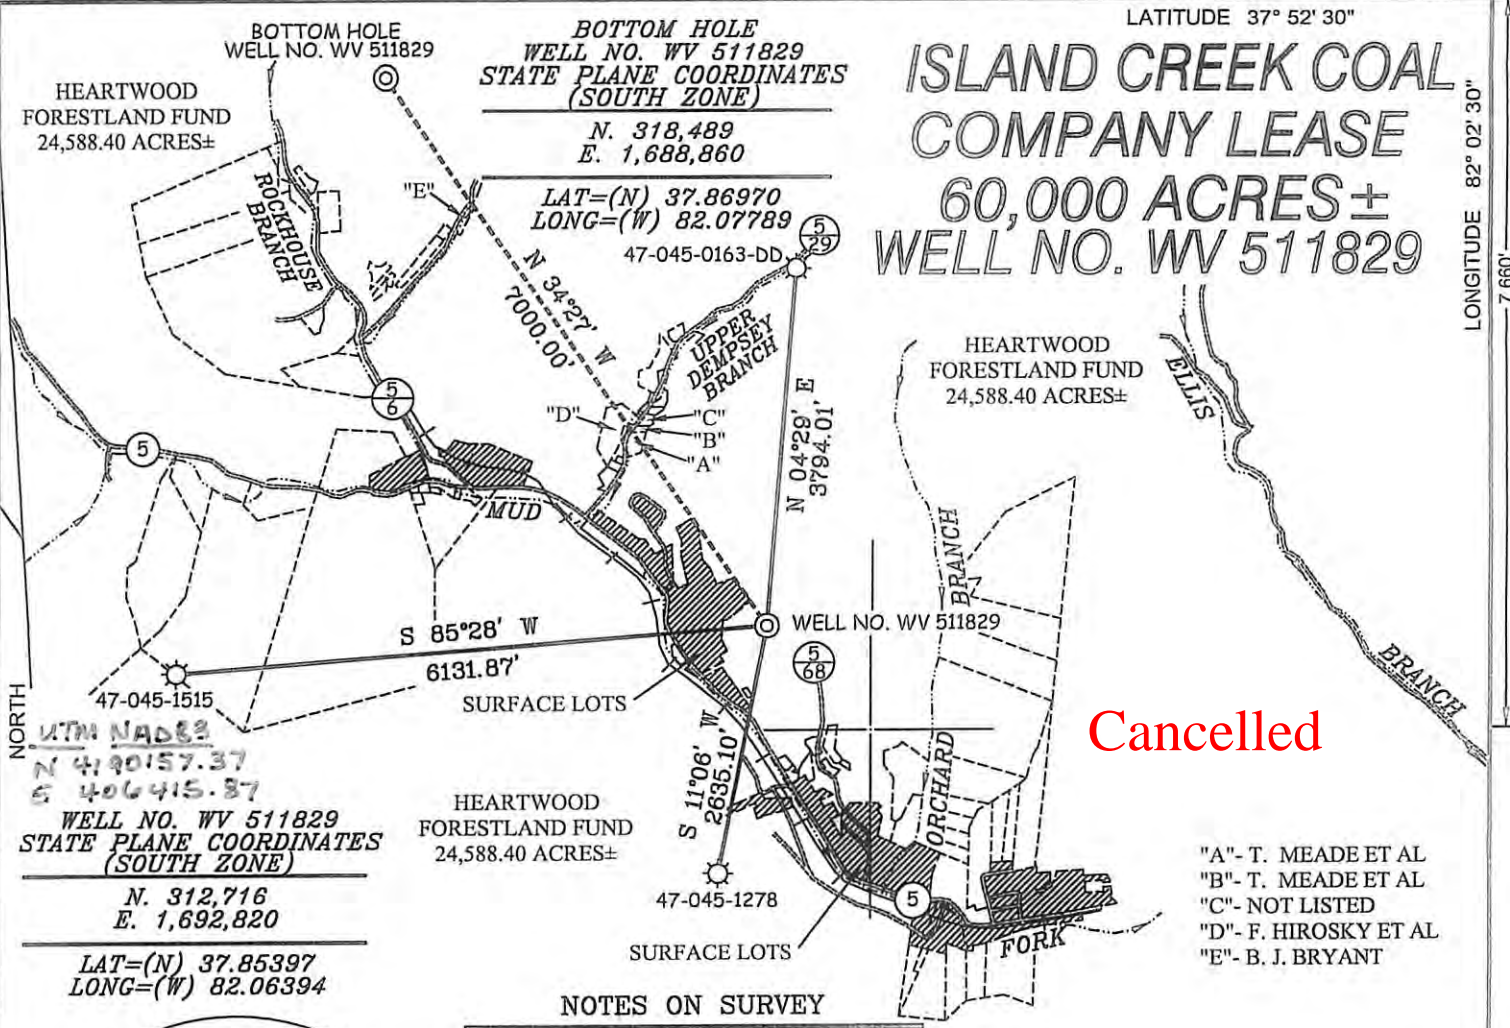 LATITUDE 37° 52' 30"
ISLAND CREEK COAL
COMPANY LEASE
60,000 ACRES±
WELL NO. WV 511829
LONGITUDE 82° 02' 30"
7,660'
BOTTOM HOLE
WELL NO. WV 511829
BOTTOM HOLE
WELL NO. WV 511829
STATE PLANE COORDINATES
(SOUTH ZONE)
N. 318,489
E. 1,688,860
LAT=(N) 37.86970
LONG=(W) 82.07789
HEARTWOOD
FORESTLAND FUND
24,588.40 ACRES±
ROCKHOUSE
BRANCH
"E"
47-045-0163-DD
5
29
N 34°27' W
7000.00'
UPPER
DEMPSEY
BRANCH
HEARTWOOD
FORESTLAND FUND
24,588.40 ACRES±
ELLIS
BRANCH
5
6
5
"D"
"C"
"B"
"A"
N 04°29' E
3794.01'
MUD
BRANCH
S 85°28' W
6131.87'
WELL NO. WV 511829
5
68
47-045-1515
SURFACE LOTS
NORTH
UTM NAD83
N 4190157.37
E 406415.87
S 11°06' W
2635.10'
ORCHARD
Cancelled
HEARTWOOD
FORESTLAND FUND
24,588.40 ACRES±
WELL NO. WV 511829
STATE PLANE COORDINATES
(SOUTH ZONE)
N. 312,716
E. 1,692,820
LAT=(N) 37.85397
LONG=(W) 82.06394
47-045-1278
5
SURFACE LOTS
FORK
"A"- T. MEADE ET AL
"B"- T. MEADE ET AL
"C"- NOT LISTED
"D"- F. HIROSKY ET AL
"E"- B. J. BRYANT
NOTES ON SURVEY